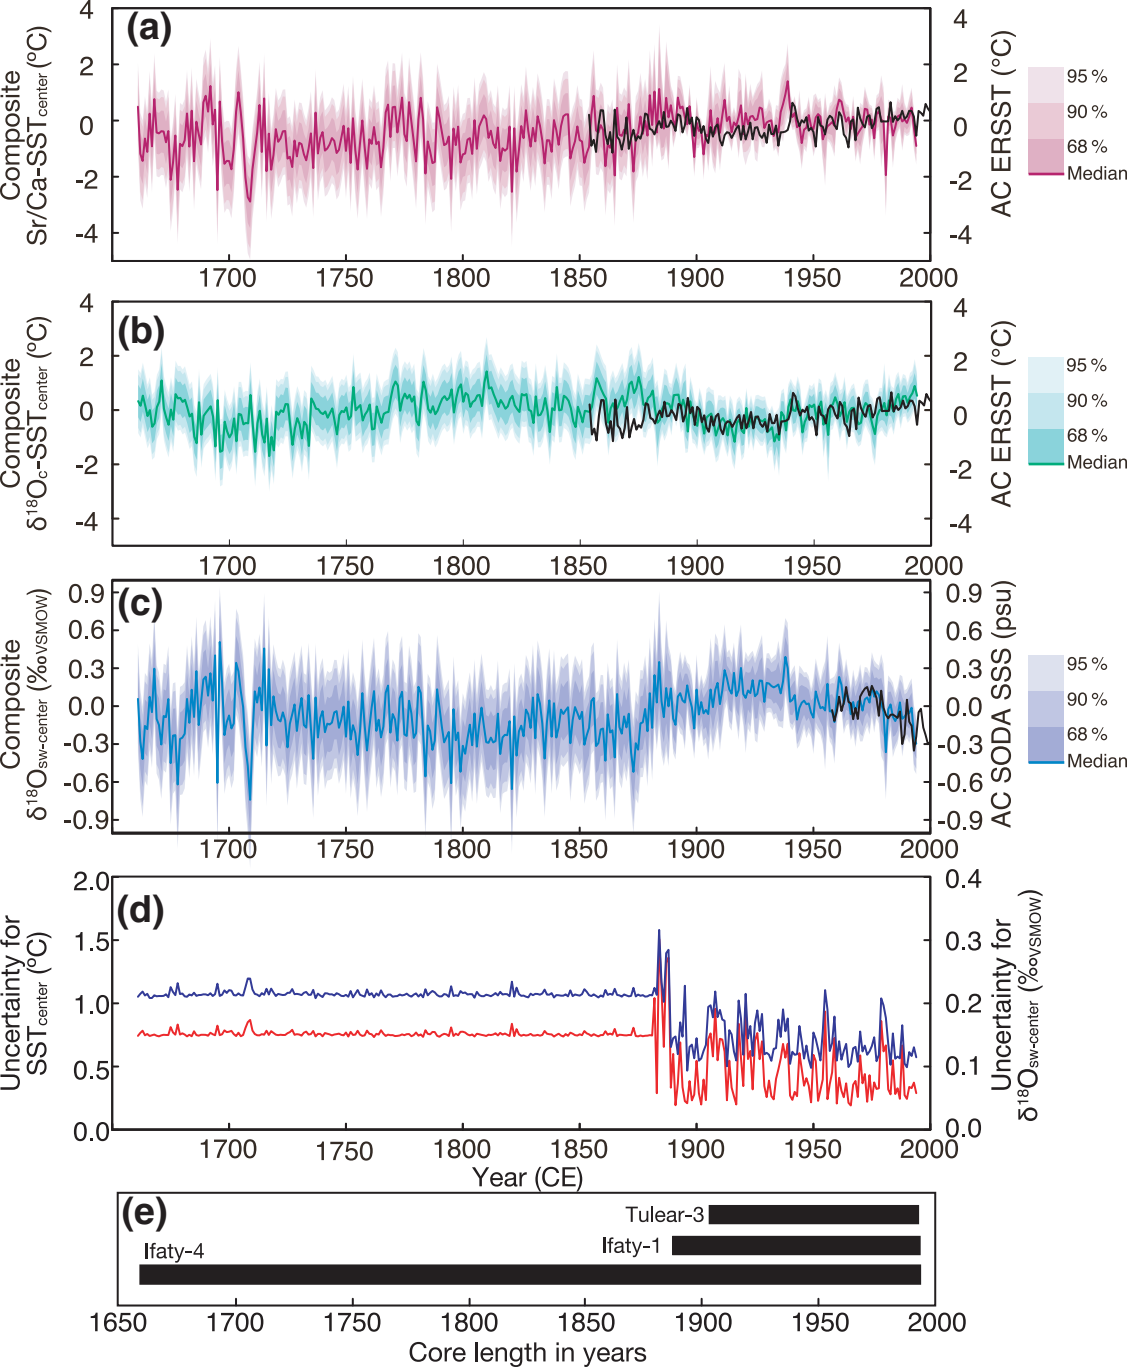 (a)
Composite
Sr/Ca-SSTcenter (ºC)
4
2
0
-2
-4
4
2
0
-2
-4
AC ERSST (ºC)
95 %
90 %
68 %
Median
1700 1750 1800 1850 1900 1950 2000
(b)
Composite
δ¹⁸Oc-SSTcenter (ºC)
4
2
0
-2
-4
4
2
0
-2
-4
AC ERSST (ºC)
95 %
90 %
68 %
Median
1700 1750 1800 1850 1900 1950 2000
(c)
Composite
δ¹⁸Osw-center (‰VSMOW)
0.9
0.6
0.3
0.0
-0.3
-0.6
-0.9
0.9
0.6
0.3
0.0
-0.3
-0.6
-0.9
AC SODA SSS (psu)
95 %
90 %
68 %
Median
1700 1750 1800 1850 1900 1950 2000
(d)
Uncertainty for
SSTcenter (ºC)
2.0
1.5
1.0
0.5
0.0
0.4
0.3
0.2
0.1
0.0
Uncertainty for
δ¹⁸Osw-center (‰VSMOW)
1700 1750 1800 1850 1900 1950 2000
Year (CE)
(e)
Tulear-3
Ifaty-1
Ifaty-4
1650 1700 1750 1800 1850 1900 1950 2000
Core length in years